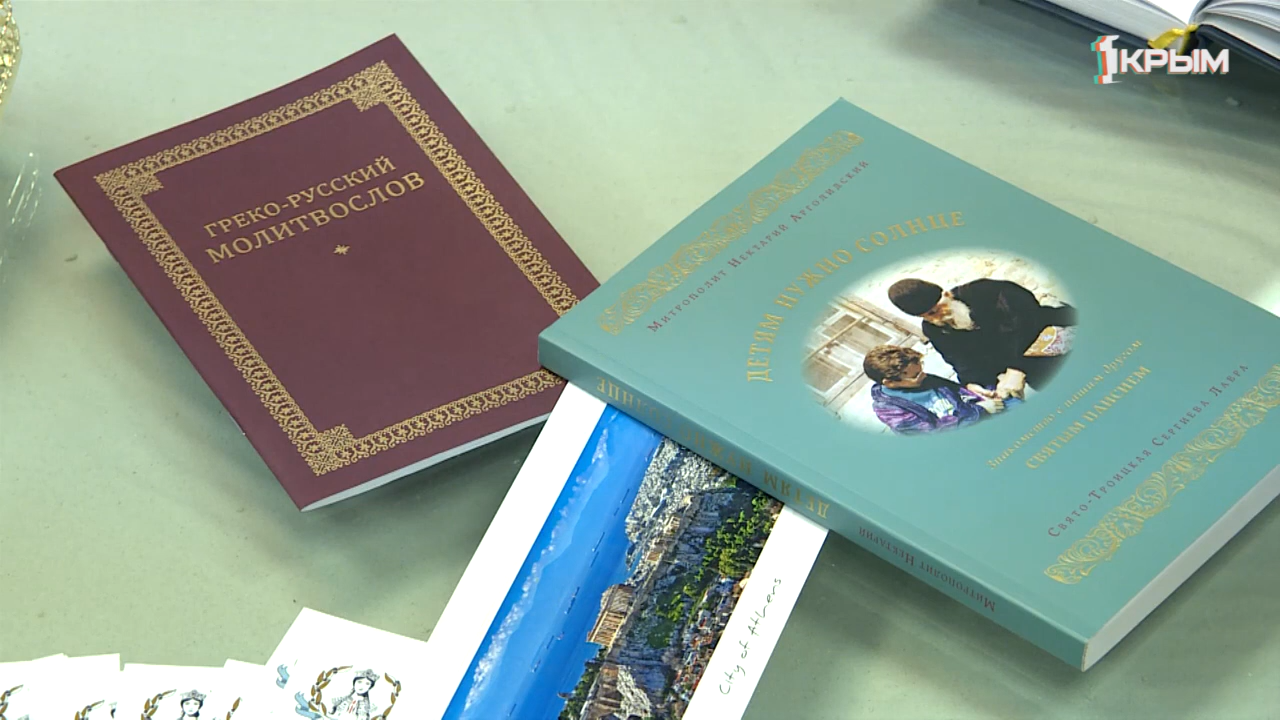 1КРЫМ
ГРЕКО-РУССКИЙ
МОЛИТВОСЛОВ
Митрополит Нектарий Арголидский
ДЕТЯМ НУЖНО СОЛНЦЕ
Знакомьтесь с нашим другом
СВЯТЫМ ПАИСИЕМ
Свято-Троицкая Сергиева Лавра
ДЕТЯМ НУЖНО СОЛНЦЕ
Митрополит Нектарий
City of Athens